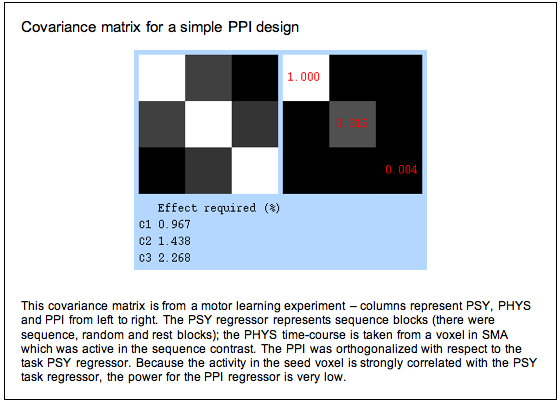 Covariance matrix for a simple PPI design
1.000
0.315
0.004
Effect required (%)
C1 0.967
C2 1.438
C3 2.268
This covariance matrix is from a motor learning experiment – columns represent PSY, PHYS
and PPI from left to right. The PSY regressor represents sequence blocks (there were
sequence, random and rest blocks); the PHYS time-course is taken from a voxel in SMA
which was active in the sequence contrast. The PPI was orthogonalized with respect to the
task PSY regressor. Because the activity in the seed voxel is strongly correlated with the PSY
task regressor, the power for the PPI regressor is very low.